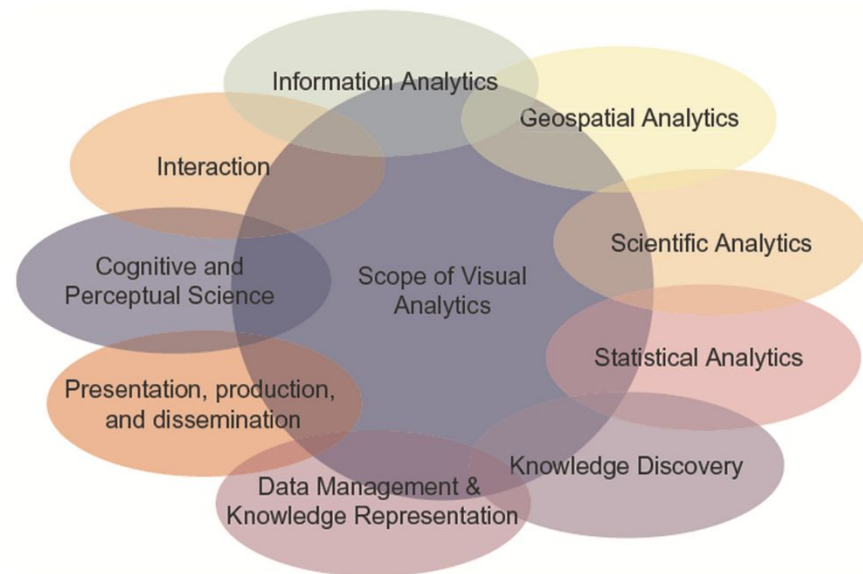 Information Analytics
Geospatial Analytics
Interaction
Scientific Analytics
Cognitive and
Perceptual Science
Scope of Visual
Analytics
Statistical Analytics
Presentation, production,
and dissemination
Knowledge Discovery
Data Management &
Knowledge Representation